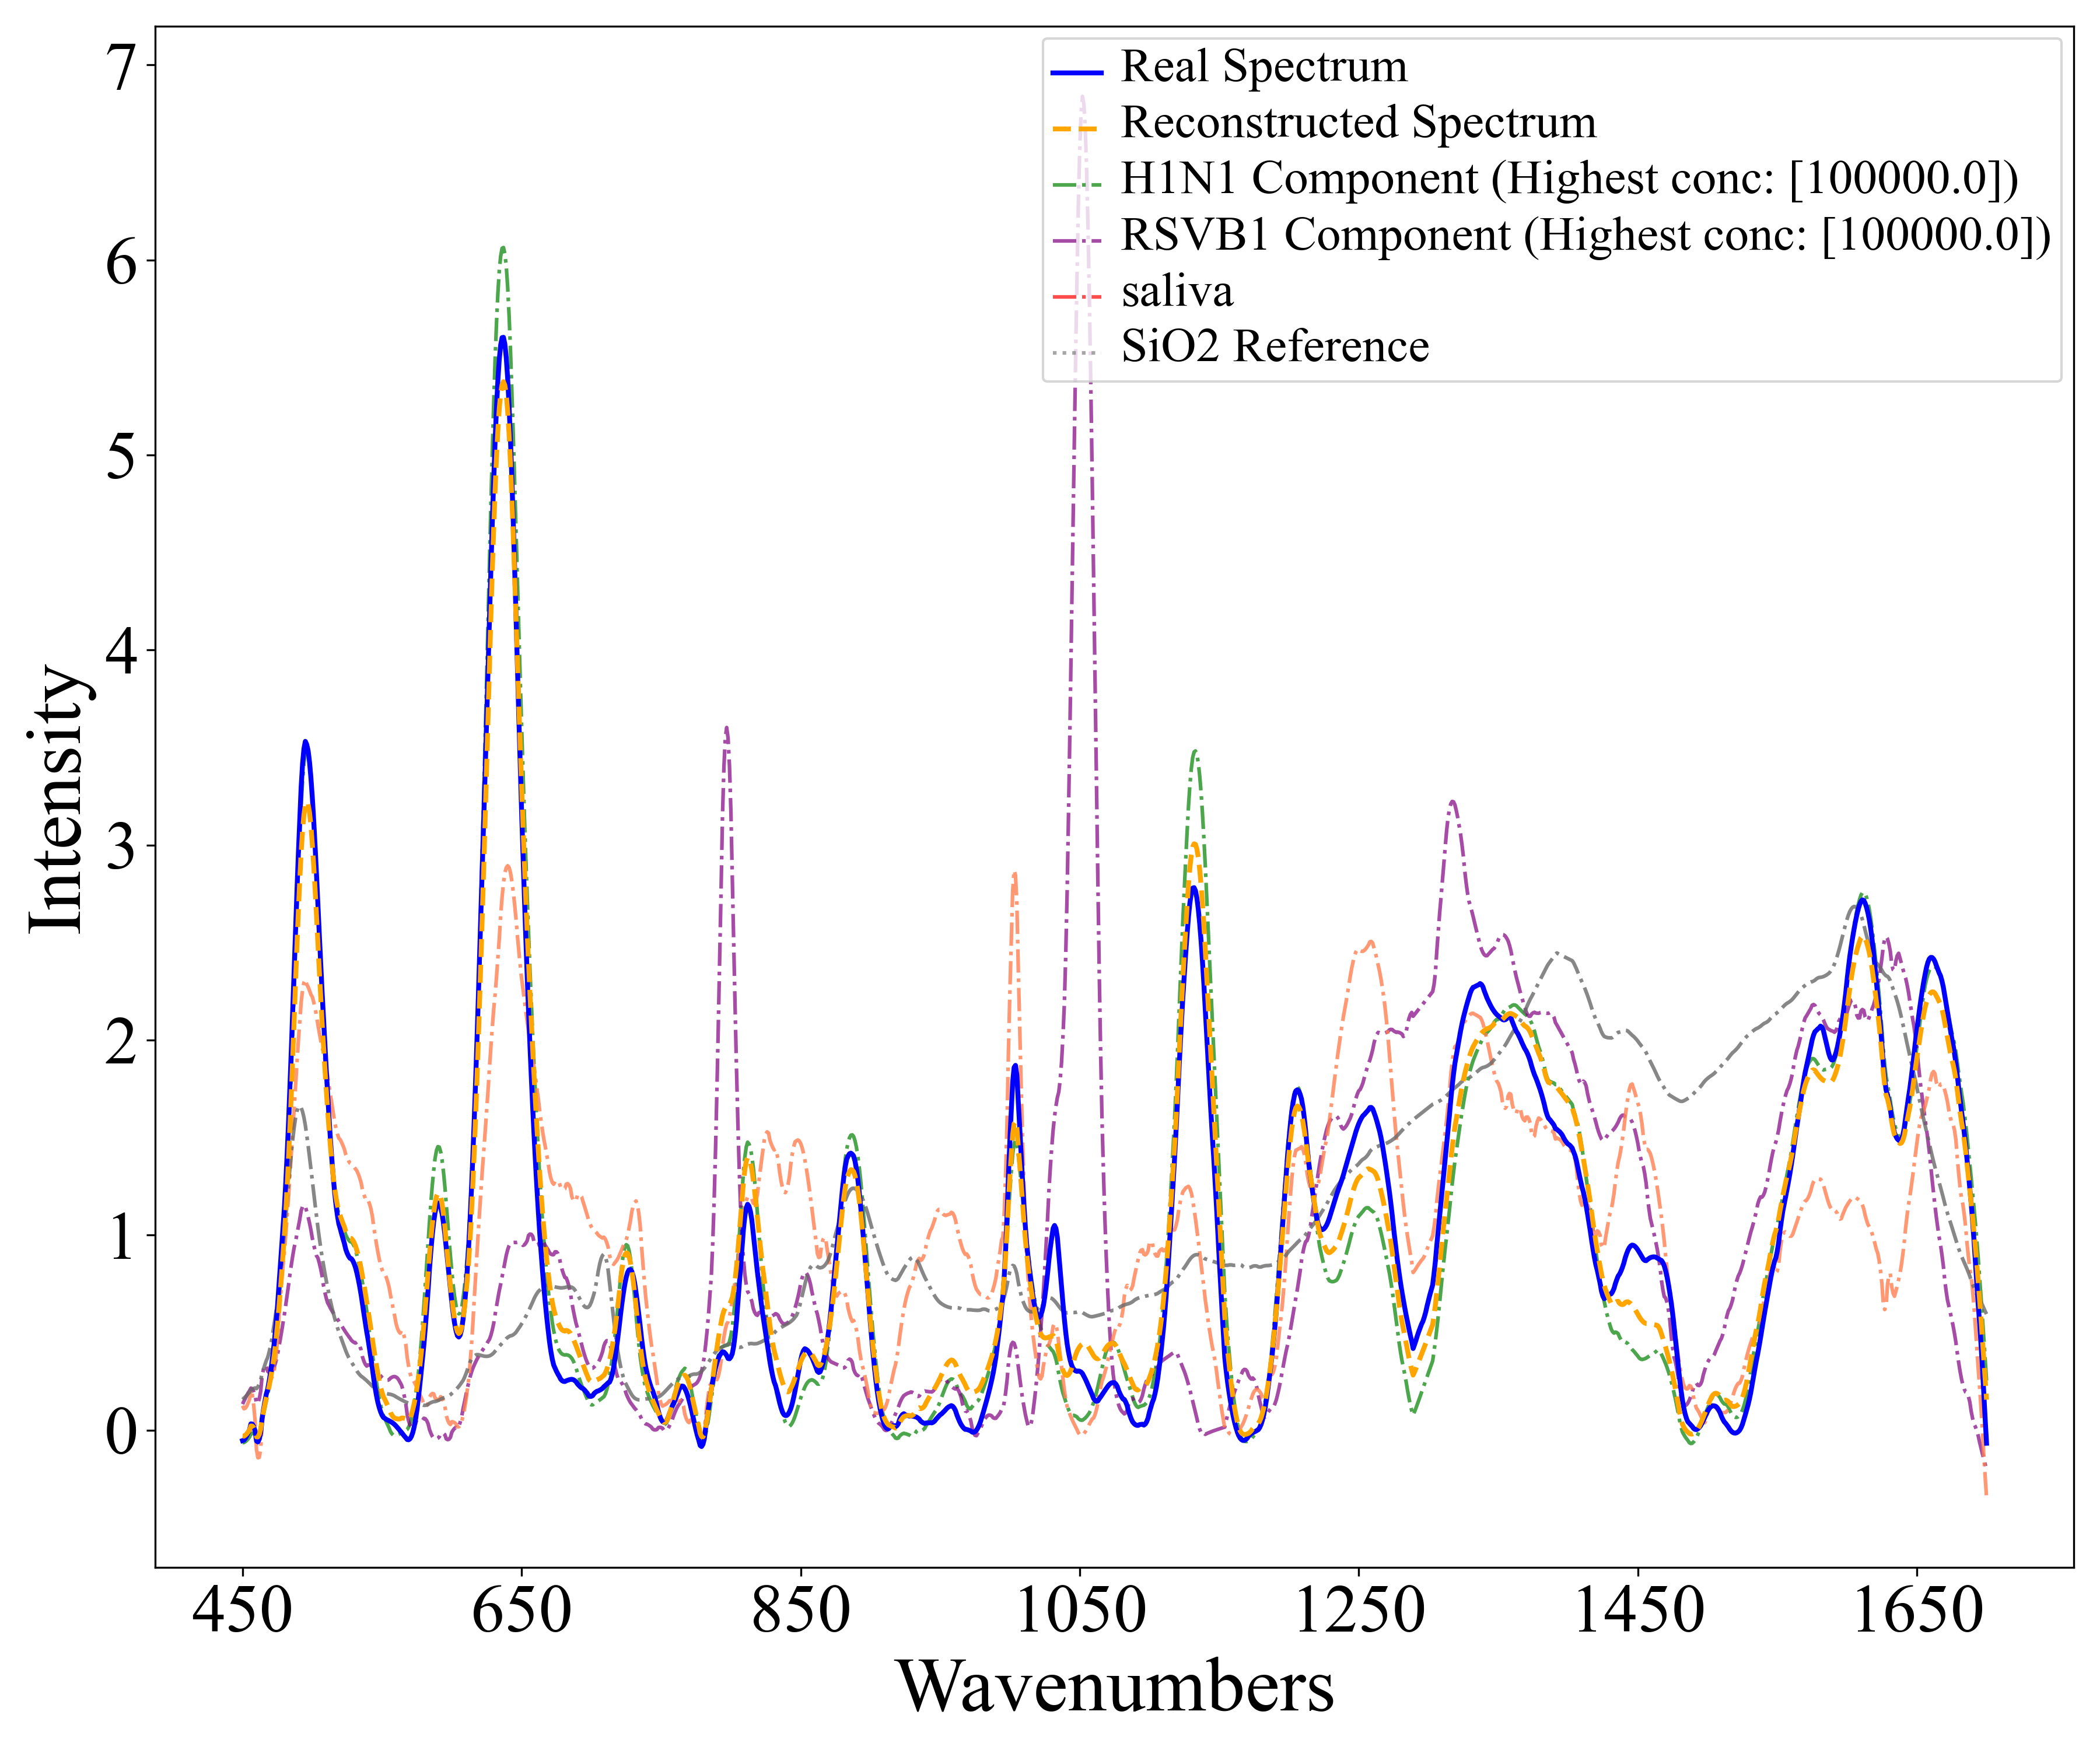 Real Spectrum
Reconstructed Spectrum
H1N1 Component (Highest conc: [100000.0])
RSVB1 Component (Highest conc: [100000.0])
saliva
SiO2 Reference
7
6
5
4
3
2
1
0
Intensity
450 650 850 1050 1250 1450 1650
Wavenumbers